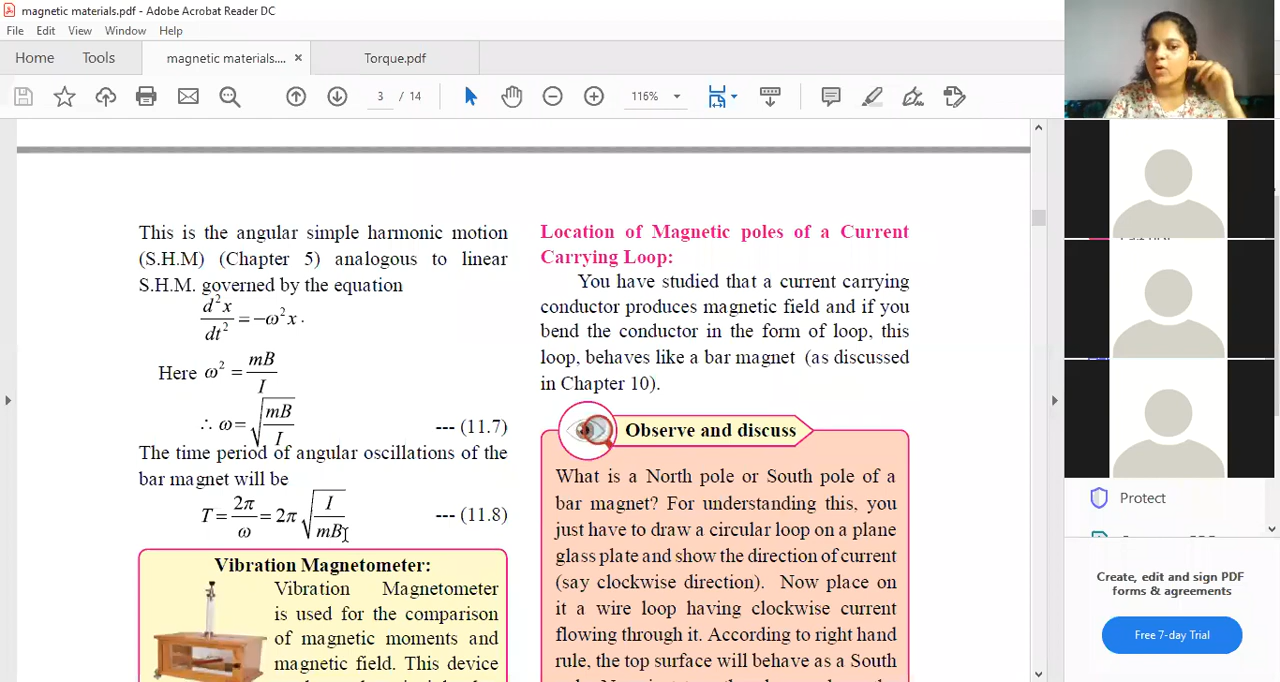 magnetic materials.pdf - Adobe Acrobat Reader DC
File Edit View Window Help
Home Tools magnetic materials.... × Torque.pdf
3 / 14 116%
This is the angular simple harmonic motion
(S.H.M) (Chapter 5) analogous to linear
S.H.M. governed by the equation
d²x/dt² = −ω²x .
Here ω² = mB/I
∴ ω = √(mB/I) --- (11.7)
The time period of angular oscillations of the
bar magnet will be
T = 2π/ω = 2π √(I/mB) --- (11.8)
Vibration Magnetometer:
Vibration Magnetometer
is used for the comparison
of magnetic moments and
magnetic field. This device
Location of Magnetic poles of a Current
Carrying Loop:
You have studied that a current carrying
conductor produces magnetic field and if you
bend the conductor in the form of loop, this
loop, behaves like a bar magnet (as discussed
in Chapter 10).
Observe and discuss
What is a North pole or South pole of a
bar magnet? For understanding this, you
just have to draw a circular loop on a plane
glass plate and show the direction of current
(say clockwise direction). Now place on
it a wire loop having clockwise current
flowing through it. According to right hand
rule, the top surface will behave as a South
Protect
Create, edit and sign PDF
forms & agreements
Free 7-day Trial